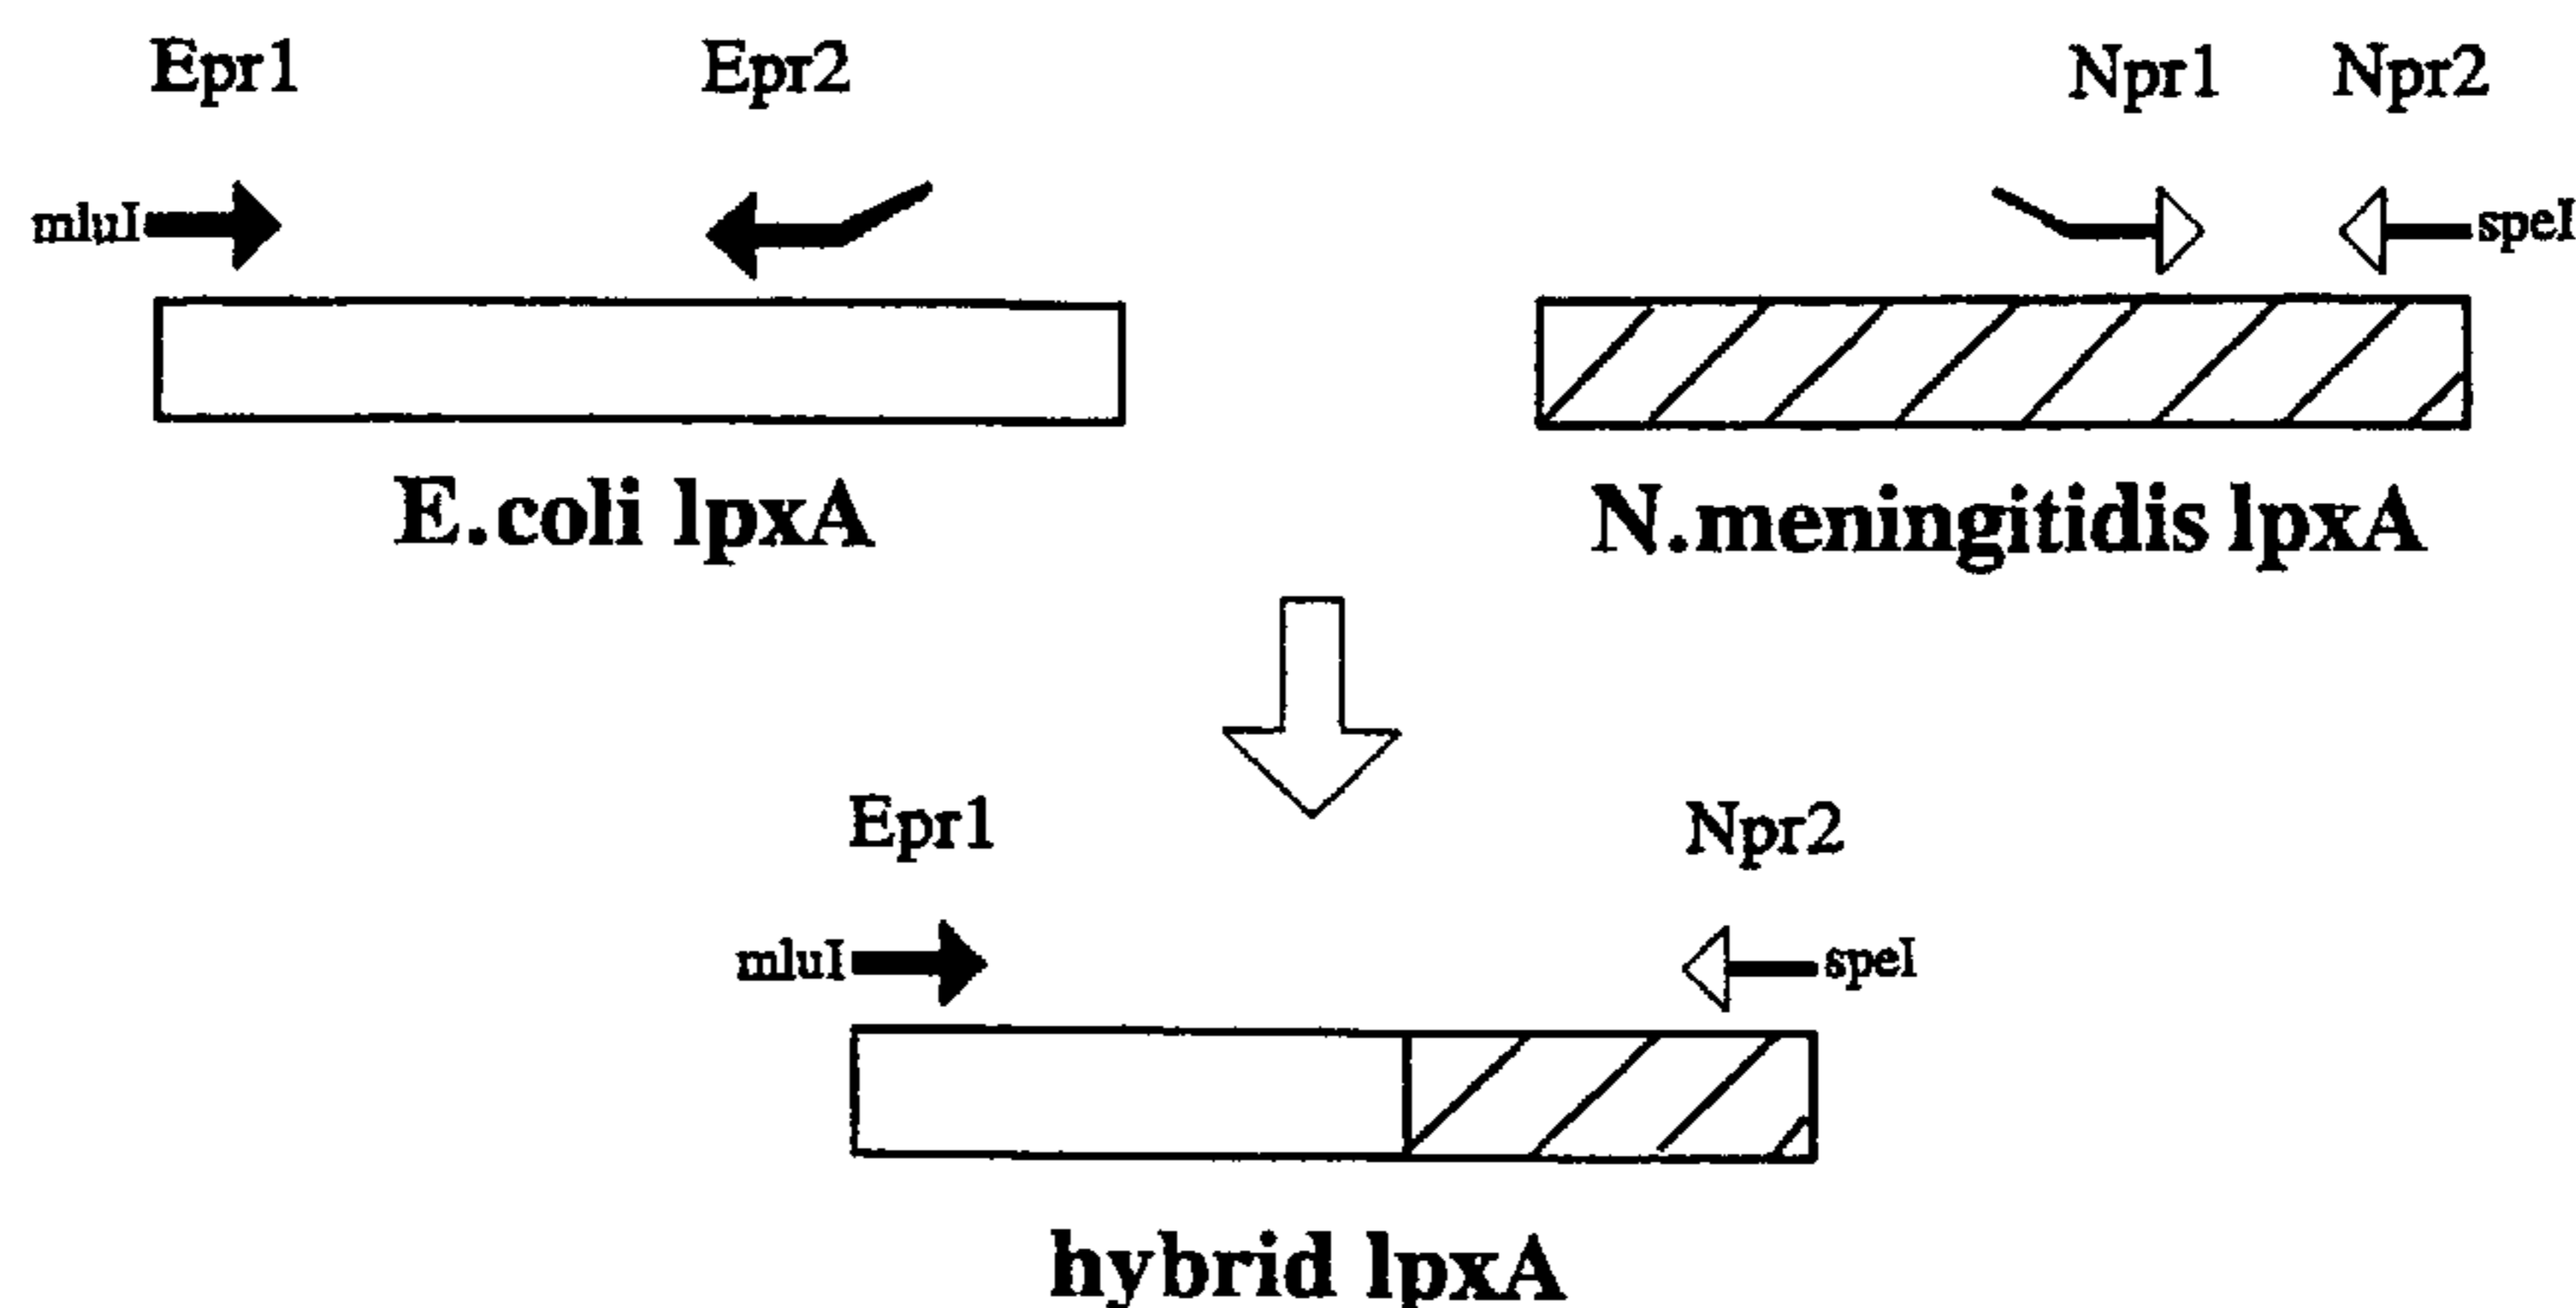 Epr1 Epr2 Npr1 Npr2
mluI speI
E.coli lpxA N.meningitidis lpxA
Epr1 Npr2
mluI speI
hybrid lpxA